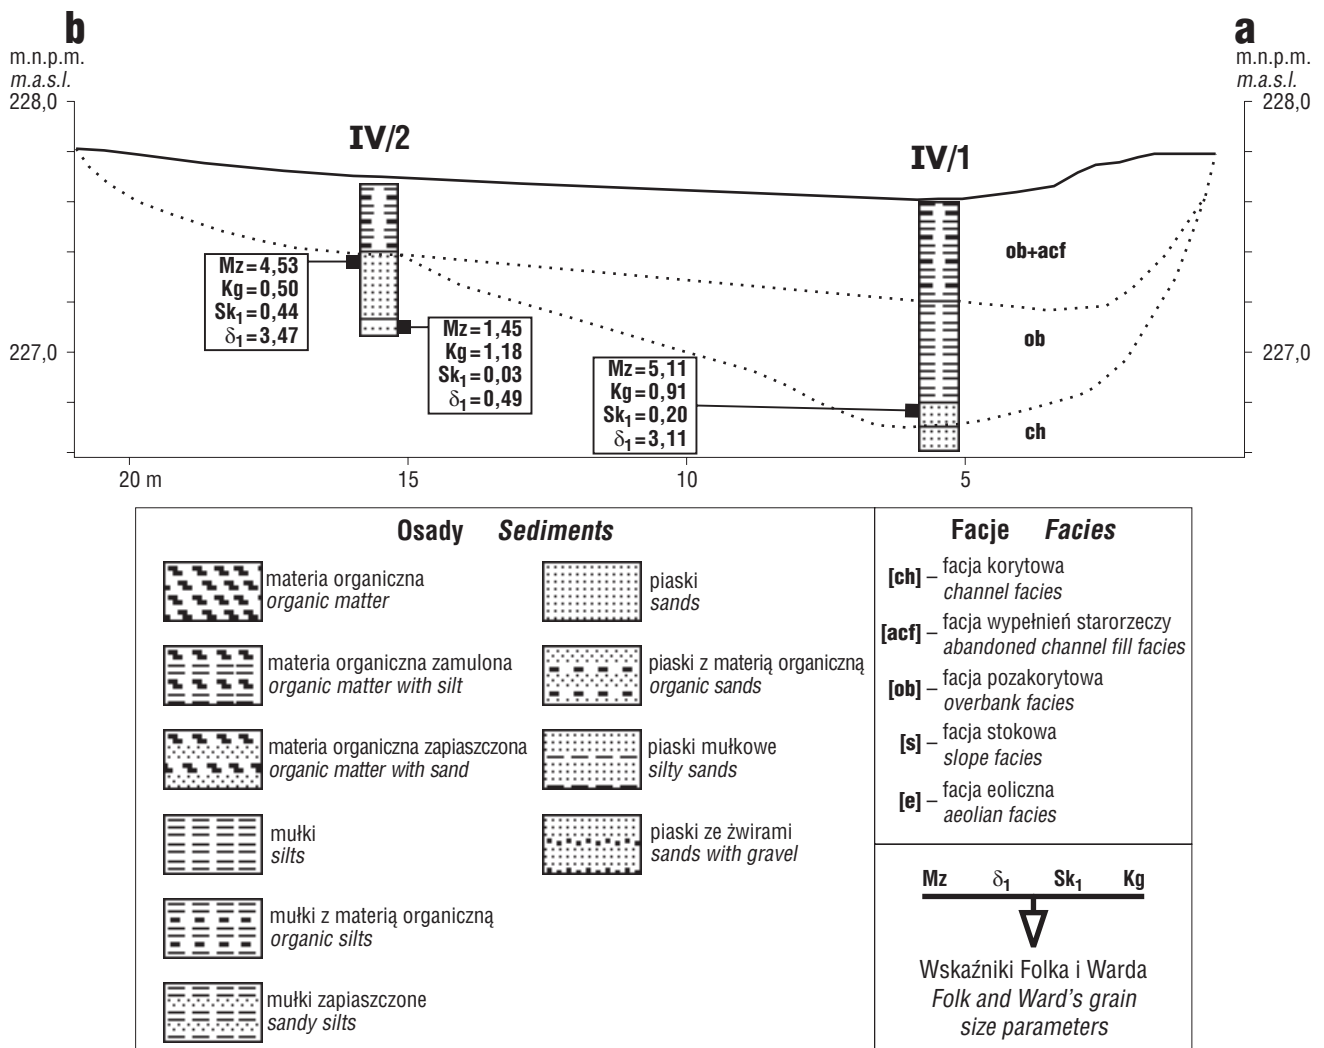 b
a
m.n.p.m.
m.a.s.l.
228,0
m.n.p.m.
m.a.s.l.
228,0
IV/2
IV/1
ob+acf
Mz=4,53
Kg=0,50
Sk1=0,44
δ1=3,47
Mz=1,45
Kg=1,18
Sk1=0,03
δ1=0,49
Mz=5,11
Kg=0,91
Sk1=0,20
δ1=3,11
ob
ch
227,0
227,0
20 m
15
10
5
Osady Sediments
materia organiczna
organic matter
materia organiczna zamulona
organic matter with silt
materia organiczna zapiaszczona
organic matter with sand
mułki
silts
mułki z materią organiczną
organic silts
mułki zapiaszczone
sandy silts
piaski
sands
piaski z materią organiczną
organic sands
piaski mułkowe
silty sands
piaski ze żwirami
sands with gravel
Facje Facies
[ch] – facja korytowa
channel facies
[acf] – facja wypełnień starorzeczy
abandoned channel fill facies
[ob] – facja pozakorytowa
overbank facies
[s] – facja stokowa
slope facies
[e] – facja eoliczna
aeolian facies
Mz δ1 Sk1 Kg
Wskaźniki Folka i Warda
Folk and Ward's grain
size parameters